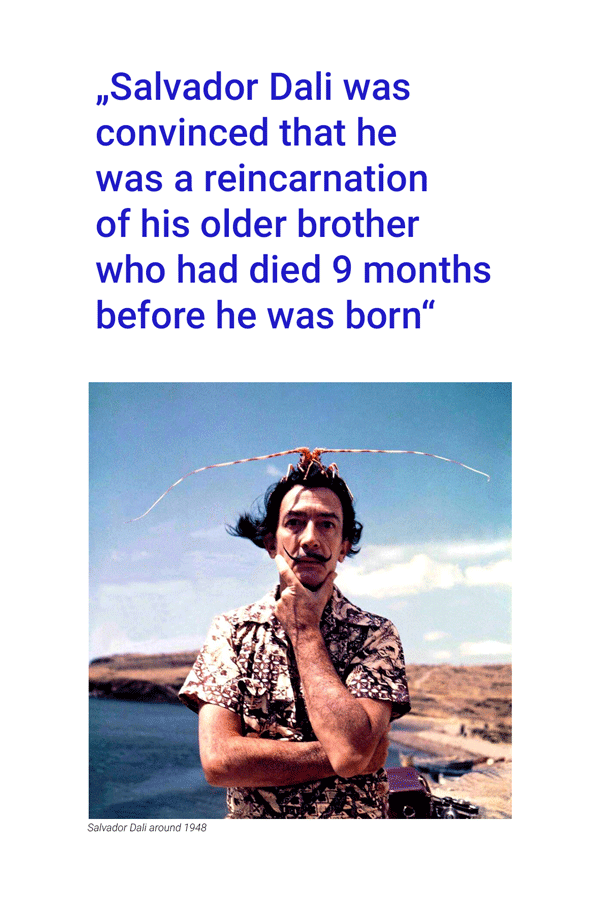 „Salvador Dali was
convinced that he
was a reincarnation
of his older brother
who had died 9 months
before he was born“
Salvador Dali around 1948